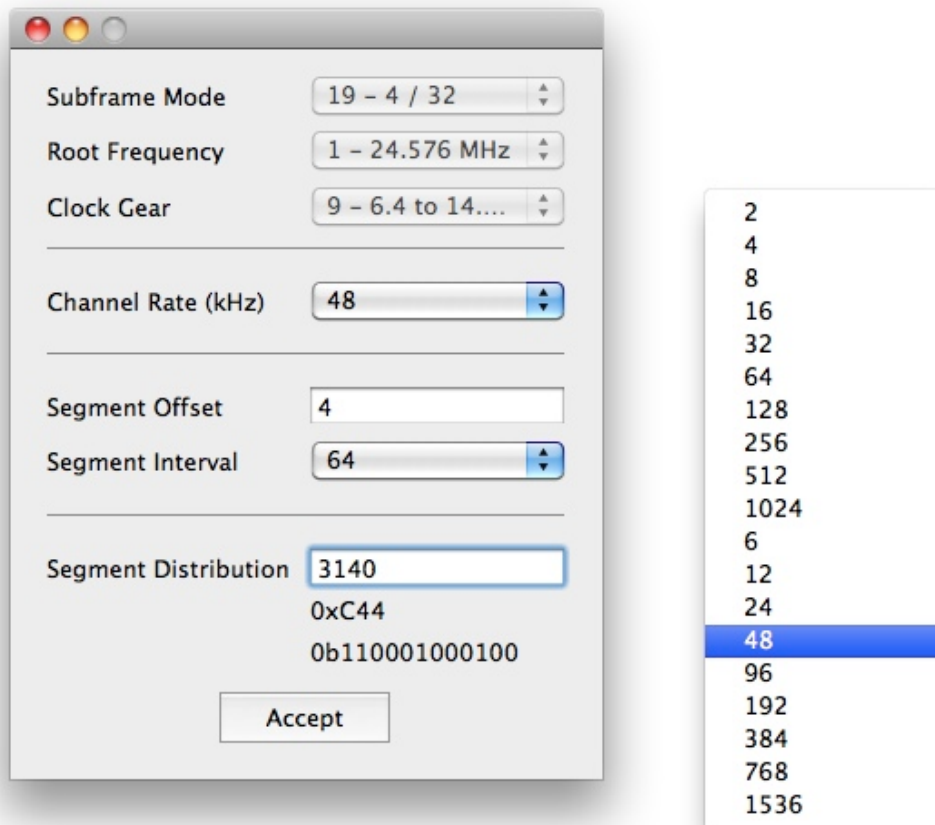 Subframe Mode 19 – 4 / 32
Root Frequency 1 – 24.576 MHz
Clock Gear 9 – 6.4 to 14....
Channel Rate (kHz) 48
Segment Offset 4
Segment Interval 64
Segment Distribution 3140
0xC44
0b110001000100
Accept
2
4
8
16
32
64
128
256
512
1024
6
12
24
48
96
192
384
768
1536